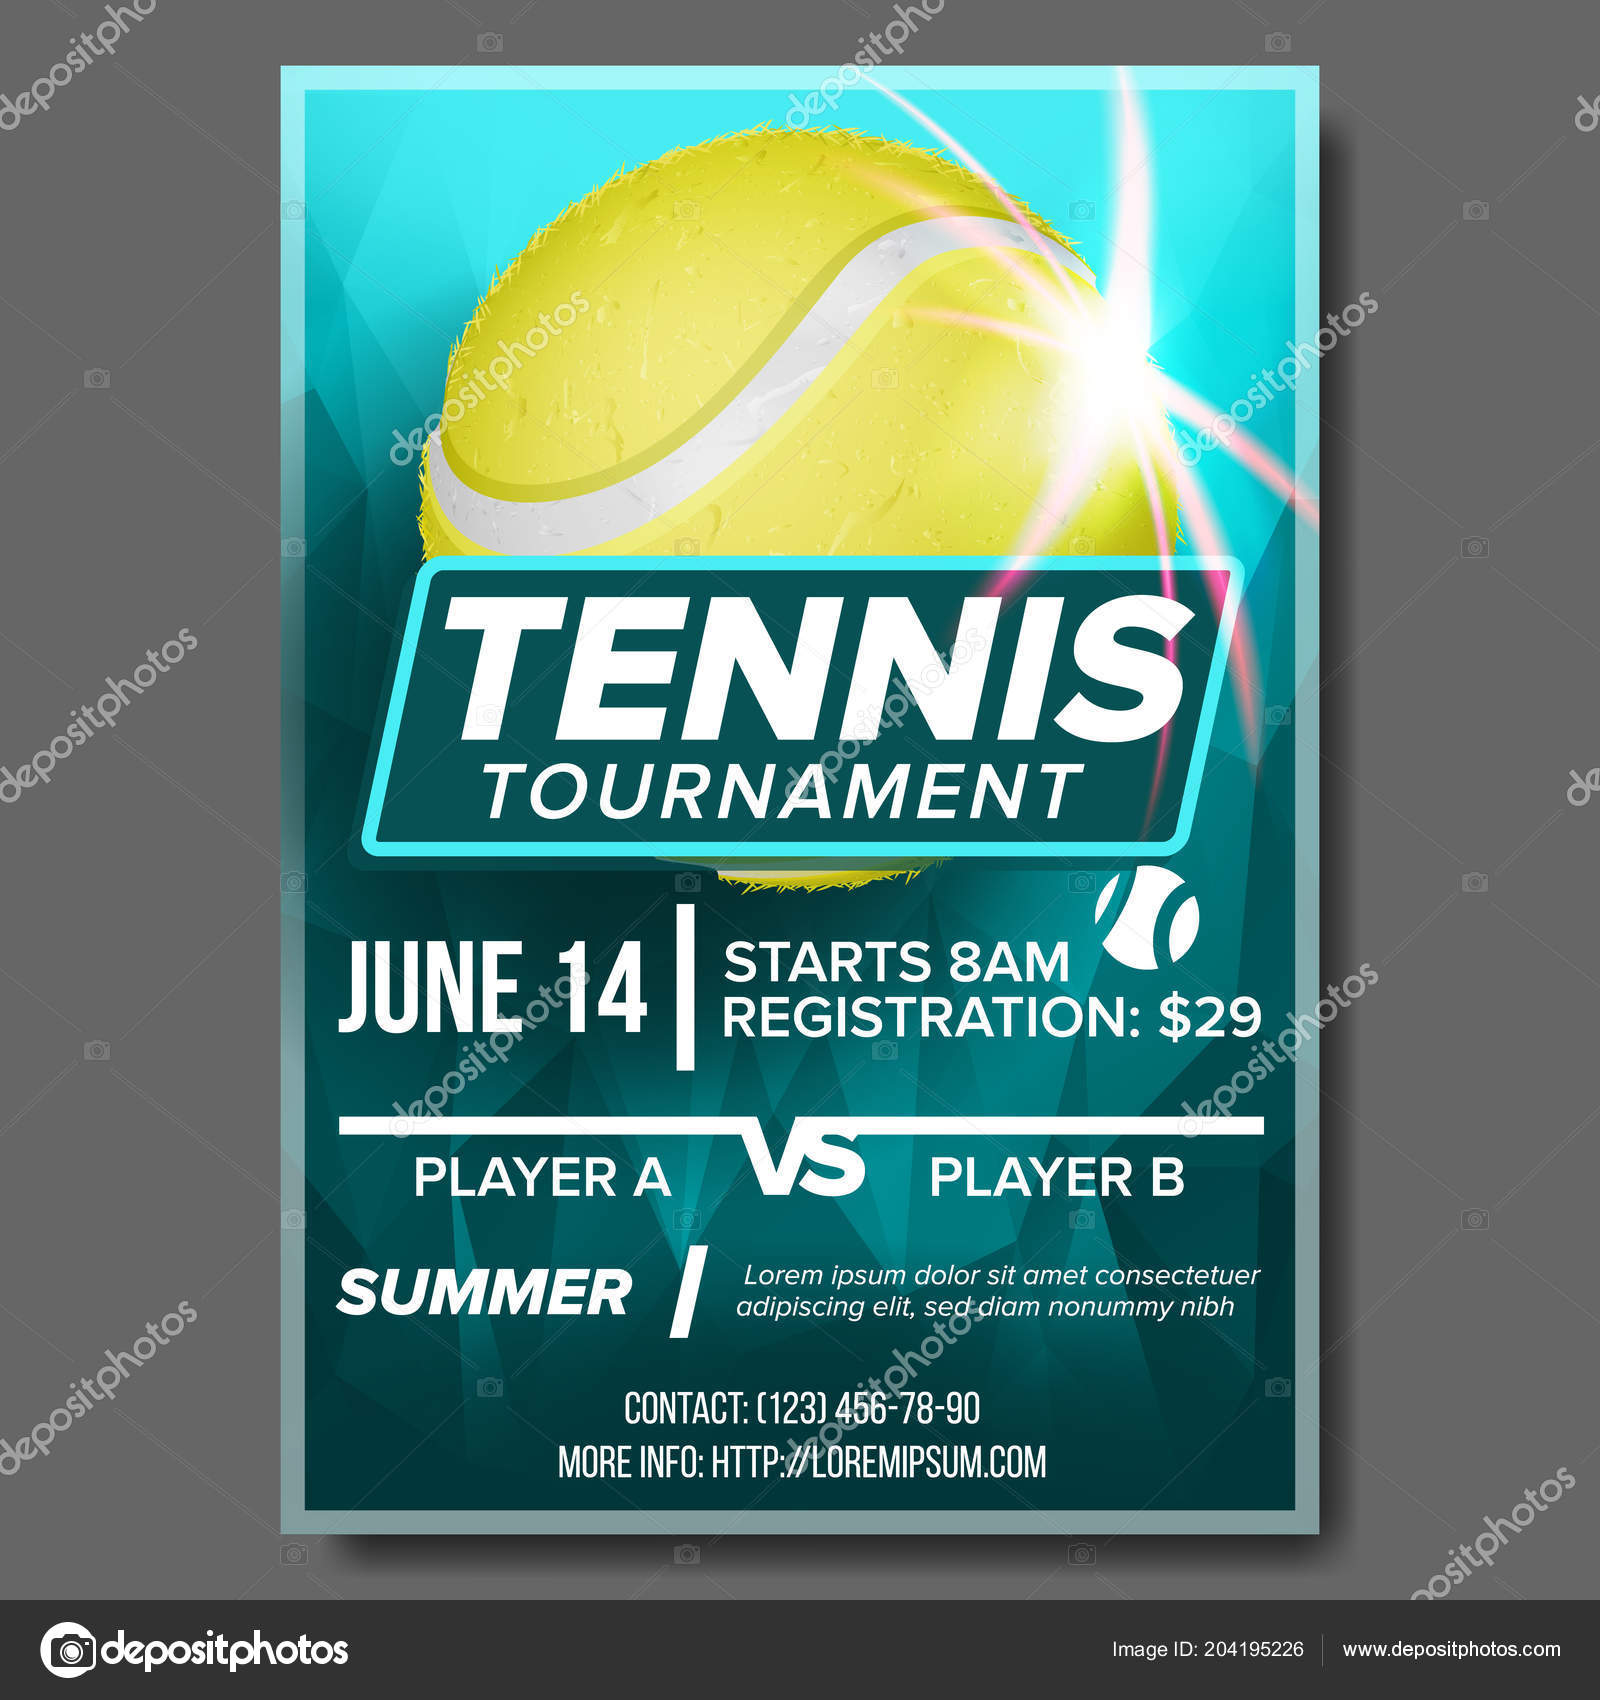 TENNIS
TOURNAMENT
JUNE 14
STARTS 8AM
REGISTRATION: $29
VS
PLAYER A
PLAYER B
SUMMER
Lorem ipsum dolor sit amet consectetuer
adipiscing elit, sed diam nonummy nibh
CONTACT: (123) 456-78-90
MORE INFO: HTTP://LOREMIPSUM.COM
depositphotos
Image ID: 204195226
www.depositphotos.com